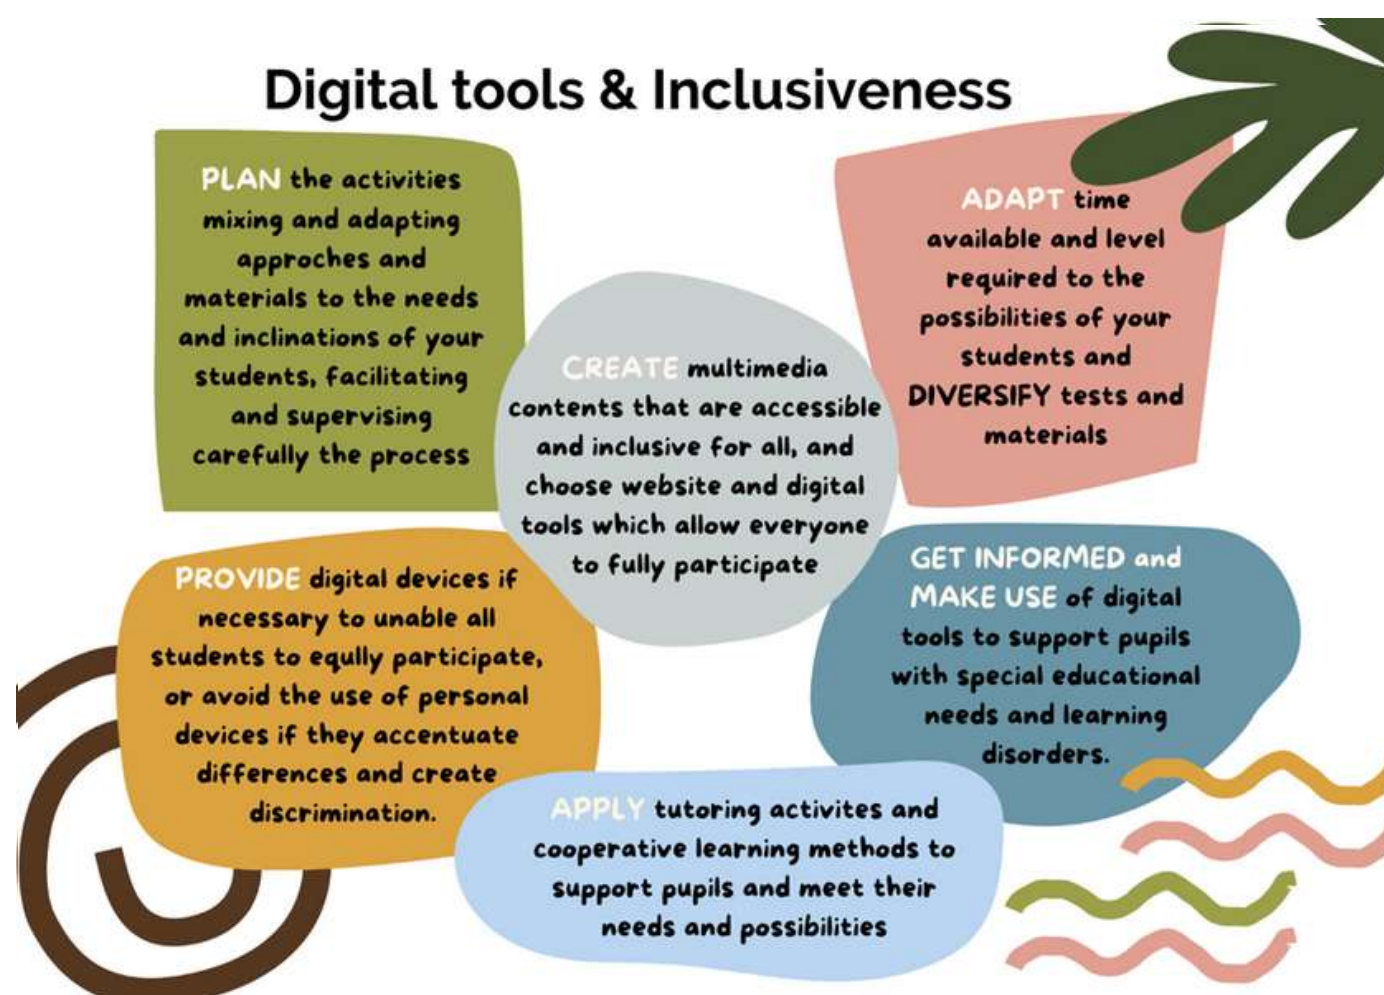 Digital tools & Inclusiveness
PLAN the activities
mixing and adapting
approches and
materials to the needs
and inclinations of your
students, facilitating
and supervising
carefully the process
CREATE multimedia
contents that are accessible
and inclusive for all, and
choose website and digital
tools which allow everyone
to fully participate
ADAPT time
available and level
required to the
possibilities of your
students and
DIVERSIFY tests and
materials
PROVIDE digital devices if
necessary to unable all
students to eqully participate,
or avoid the use of personal
devices if they accentuate
differences and create
discrimination.
GET INFORMED and
MAKE USE of digital
tools to support pupils
with special educational
needs and learning
disorders.
APPLY tutoring activites and
cooperative learning methods to
support pupils and meet their
needs and possibilities